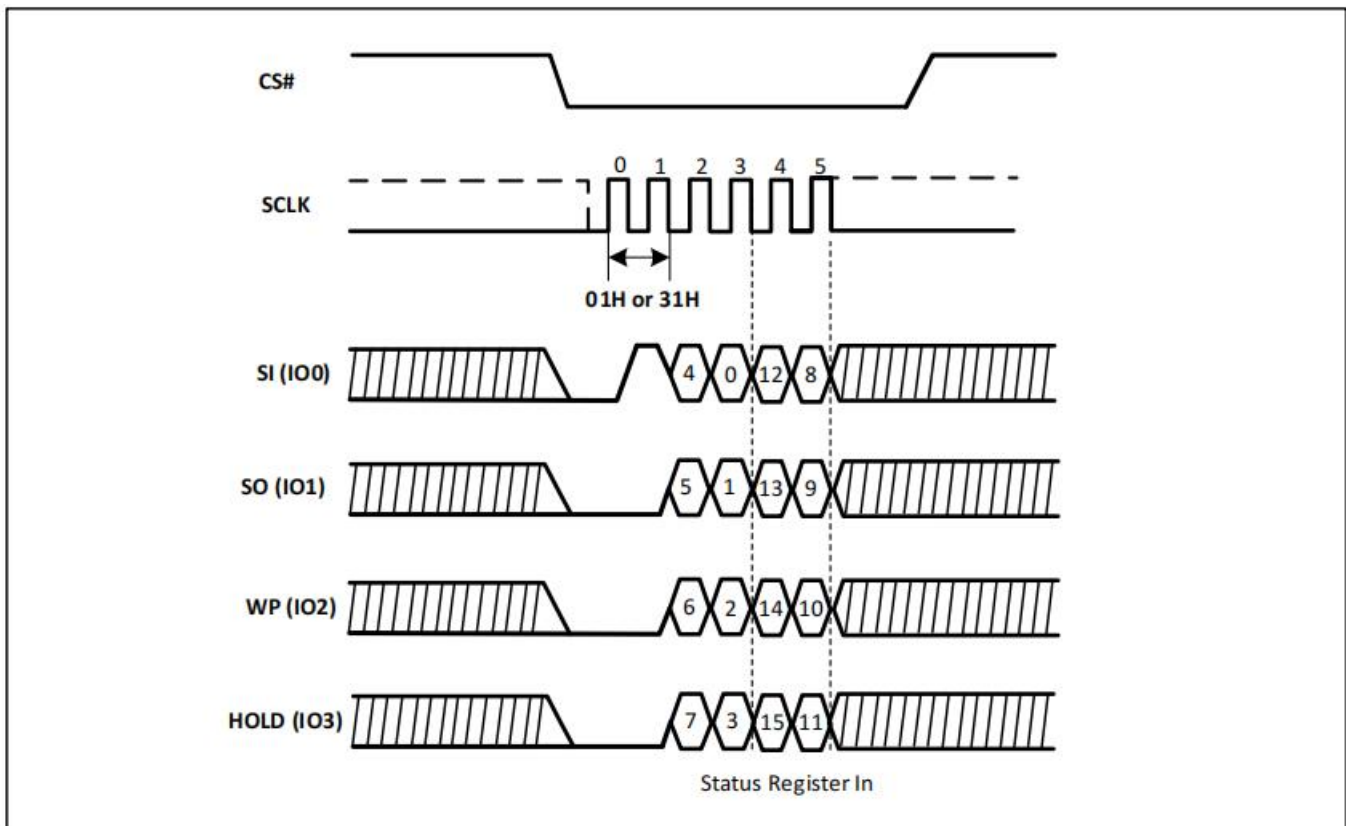 CS#
0 1 2 3 4 5
SCLK
01H or 31H
SI (IO0) 4 0 12 8
SO (IO1) 5 1 13 9
WP (IO2) 6 2 14 10
HOLD (IO3) 7 3 15 11
Status Register In